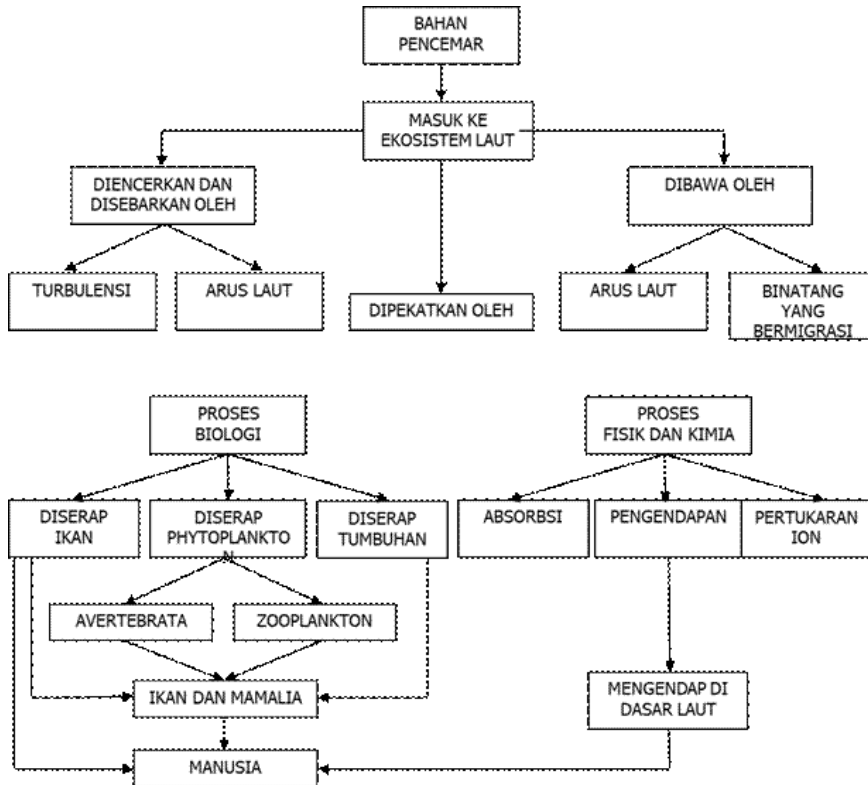 BAHAN
PENCEMAR
MASUK KE
EKOSISTEM LAUT
DIENCERKAN DAN
DISEBARKAN OLEH
DIBAWA OLEH
TURBULENSI
ARUS LAUT
DIPEKATKAN OLEH
ARUS LAUT
BINATANG
YANG
BERMIGRASI
PROSES
BIOLOGI
PROSES
FISIK DAN KIMIA
DISERAP
IKAN
DISERAP
PHYTOPLANKTO
N
DISERAP
TUMBUHAN
ABSORBSI
PENGENDAPAN
PERTUKARAN
ION
AVERTEBRATA
ZOOPLANKTON
IKAN DAN MAMALIA
MENGENDAP DI
DASAR LAUT
MANUSIA